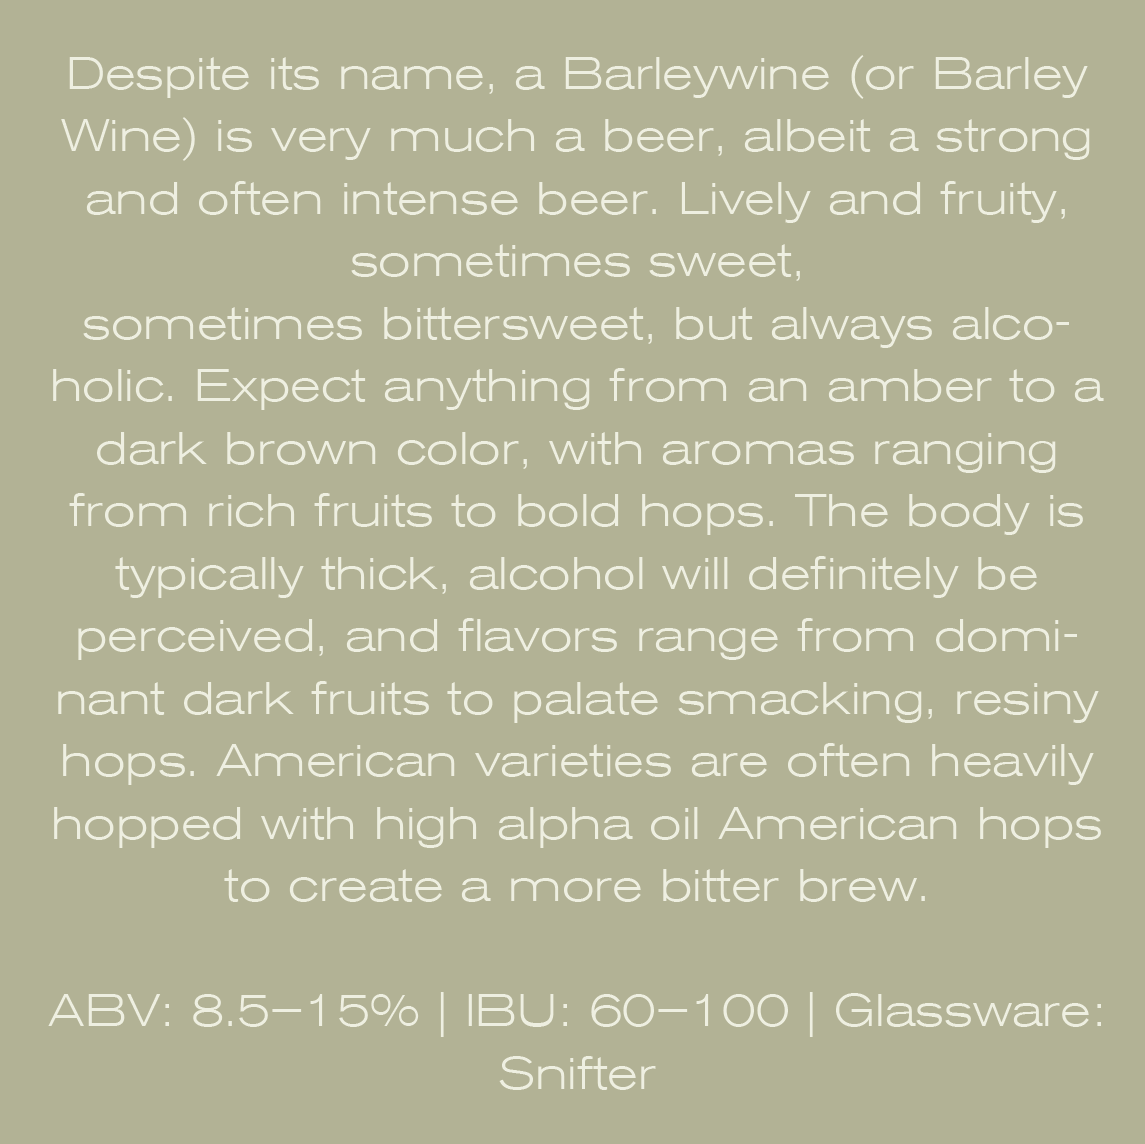 Despite its name, a Barleywine (or Barley
Wine) is very much a beer, albeit a strong
and often intense beer. Lively and fruity,
sometimes sweet,
sometimes bittersweet, but always alco-
holic. Expect anything from an amber to a
dark brown color, with aromas ranging
from rich fruits to bold hops. The body is
typically thick, alcohol will definitely be
perceived, and flavors range from domi-
nant dark fruits to palate smacking, resiny
hops. American varieties are often heavily
hopped with high alpha oil American hops
to create a more bitter brew.
ABV: 8.5–15% | IBU: 60–100 | Glassware:
Snifter